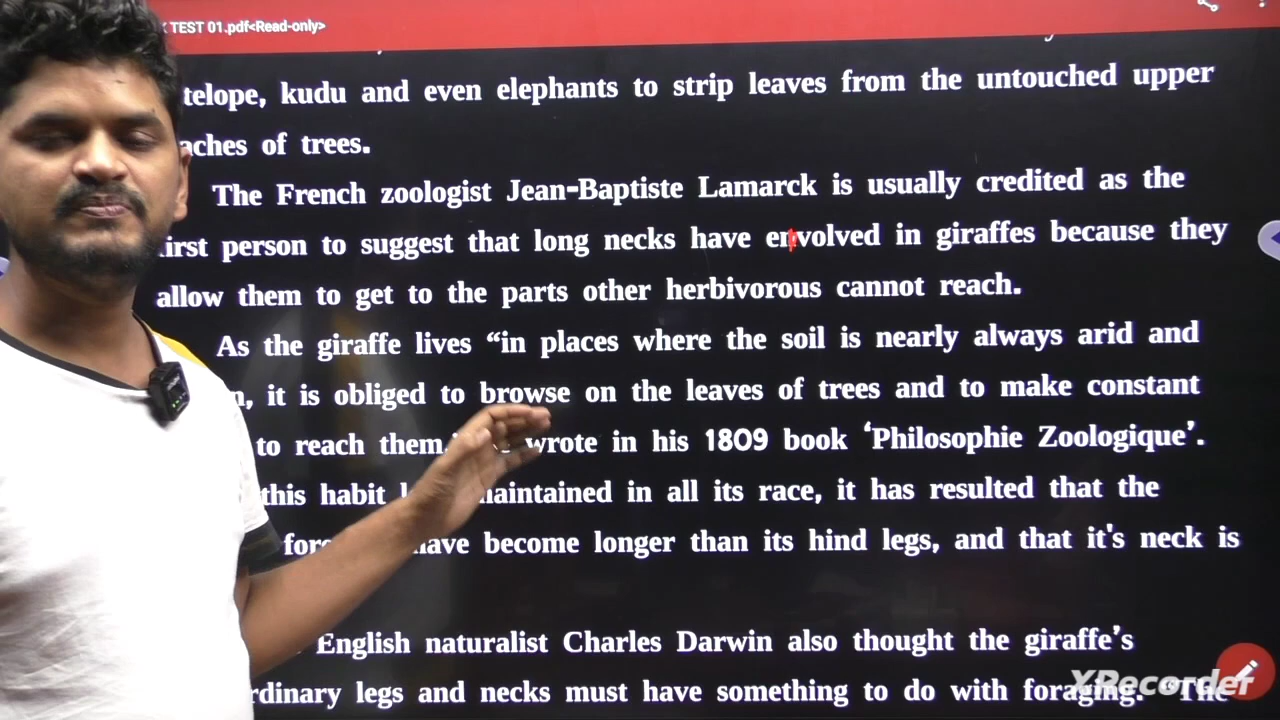 TEST 01.pdf<Read-only>
telope, kudu and even elephants to strip leaves from the untouched upper
aches of trees.
The French zoologist Jean-Baptiste Lamarck is usually credited as the
irst person to suggest that long necks have envolved in giraffes because they
allow them to get to the parts other herbivorous cannot reach.
As the giraffe lives “in places where the soil is nearly always arid and
it is obliged to browse on the leaves of trees and to make constant
to reach them. wrote in his 1809 book ‘Philosophie Zoologique’.
this habit maintained in all its race, it has resulted that the
have become longer than its hind legs, and that it's neck is
English naturalist Charles Darwin also thought the giraffe’s
rdinary legs and necks must have something to do with foraging. “The
XRecorder